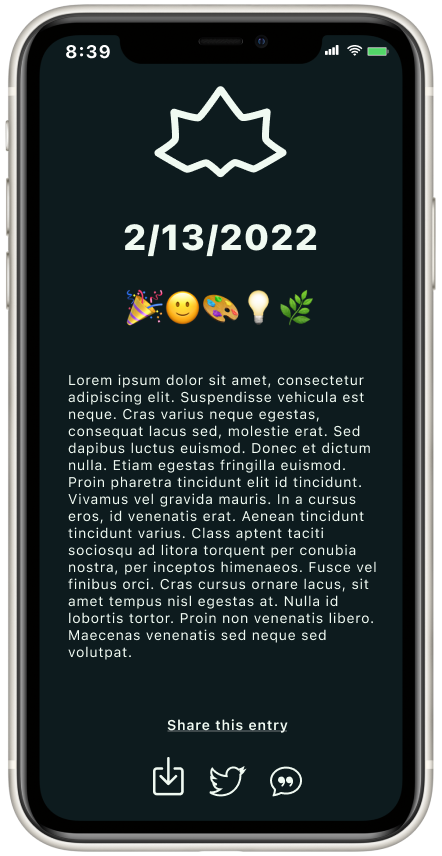 8:39
2/13/2022
🎉🙂🎨💡🌿
Lorem ipsum dolor sit amet, consectetur
adipiscing elit. Suspendisse vehicula est
neque. Cras varius neque egestas,
consequat lacus sed, molestie erat. Sed
dapibus luctus euismod. Donec et dictum
nulla. Etiam egestas fringilla euismod.
Proin pharetra tincidunt elit id tincidunt.
Vivamus vel gravida mauris. In a cursus
eros, id venenatis erat. Aenean tincidunt
tincidunt varius. Class aptent taciti
sociosqu ad litora torquent per conubia
nostra, per inceptos himenaeos. Fusce vel
finibus orci. Cras cursus ornare lacus, sit
amet tempus nisl egestas at. Nulla id
lobortis tortor. Proin non venenatis libero.
Maecenas venenatis sed neque sed
volutpat.
Share this entry